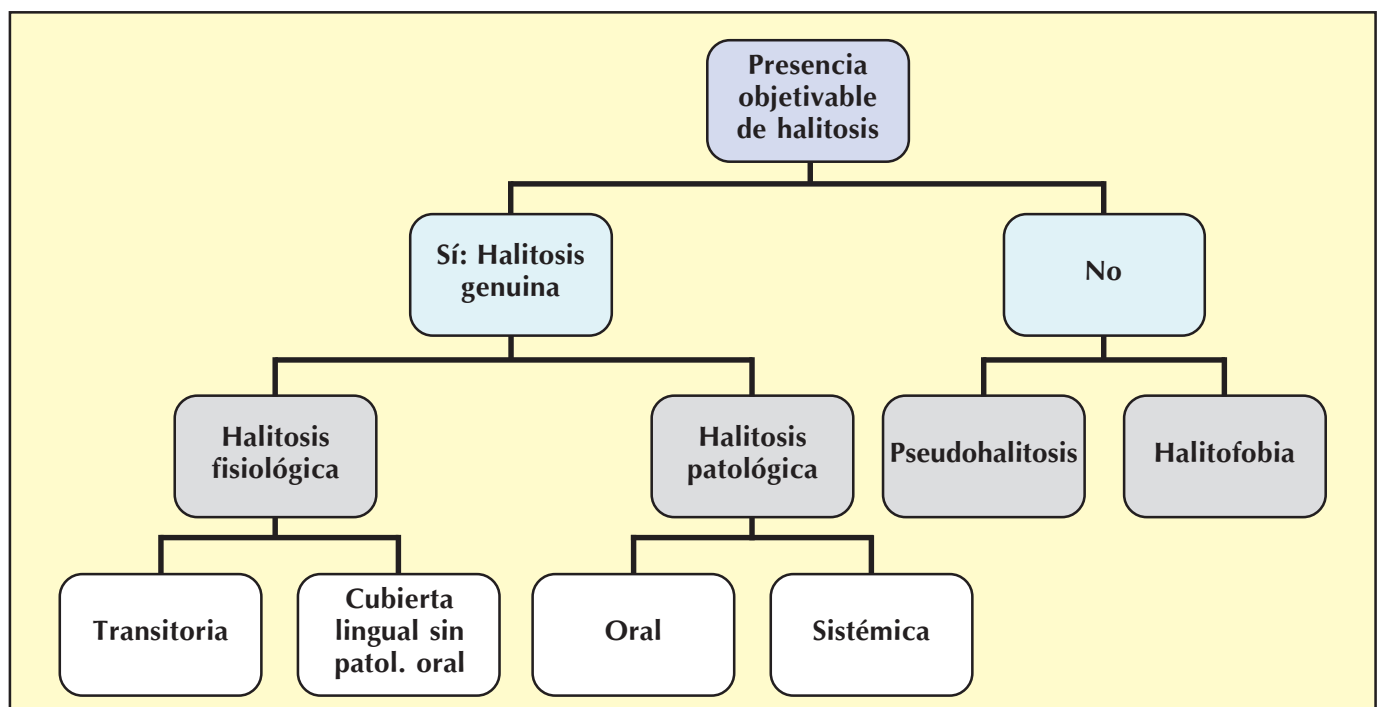 Presencia
objetivable
de halitosis
Sí: Halitosis
genuina
No
Halitosis
fisiológica
Halitosis
patológica
Pseudohalitosis
Halitofobia
Transitoria
Cubierta
lingual sin
patol. oral
Oral
Sistémica